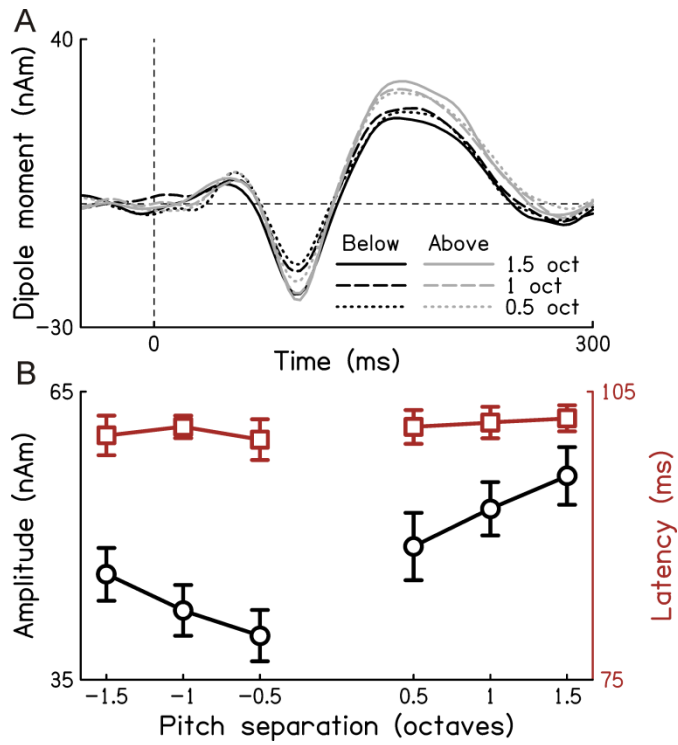 A
40
Dipole moment (nAm)
Below Above
1.5 oct
1 oct
0.5 oct
-30
0
300
Time (ms)
B
65
105
Amplitude (nAm)
Latency (ms)
35
75
-1.5 -1 -0.5 0.5 1 1.5
Pitch separation (octaves)